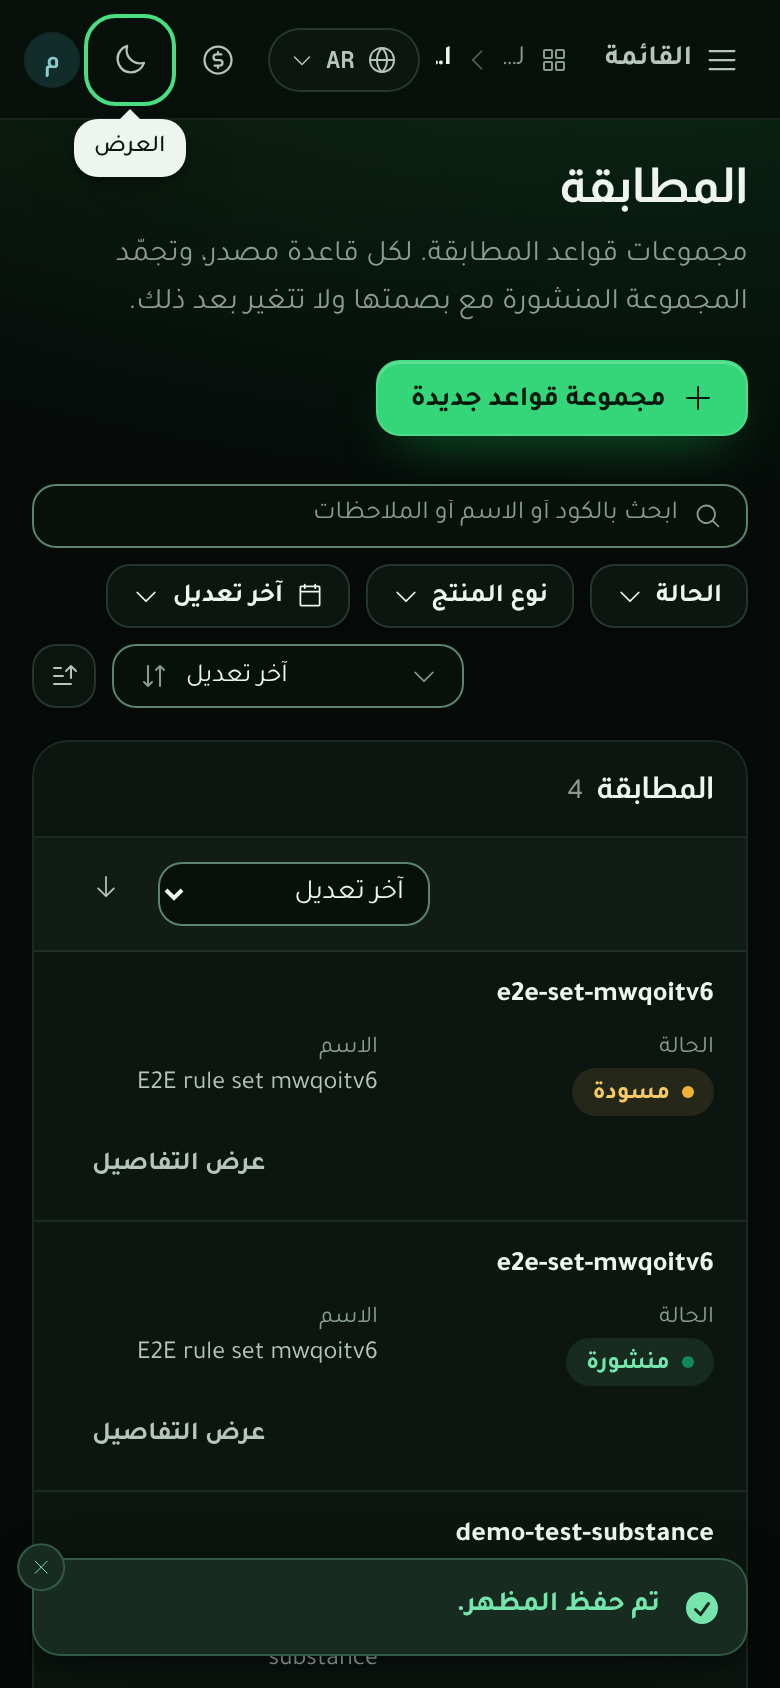 القائمة
لـ...
ا...
AR
م
العرض
المطابقة
مجموعات قواعد المطابقة. لكل قاعدة مصدر، وتجمّد
المجموعة المنشورة مع بصمتها ولا تتغير بعد ذلك.
مجموعة قواعد جديدة
ابحث بالكود أو الاسم أو الملاحظات
الحالة
نوع المنتج
آخر تعديل
آخر تعديل
المطابقة 4
آخر تعديل
e2e-set-mwqoitv6
الحالة
الاسم
مسودة
E2E rule set mwqoitv6
عرض التفاصيل
e2e-set-mwqoitv6
الحالة
الاسم
منشورة
E2E rule set mwqoitv6
عرض التفاصيل
demo-test-substance
تم حفظ المظهر.
substance